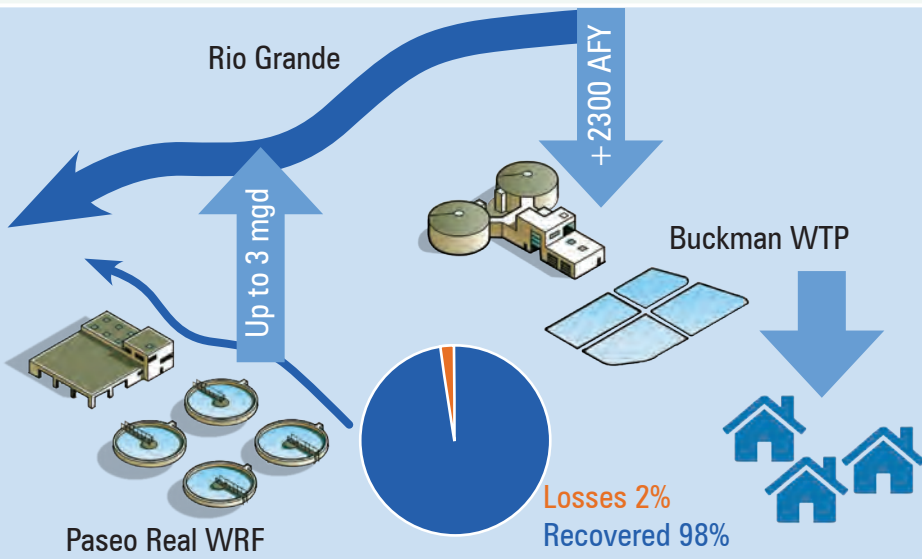 Rio Grande
+ 2300 AFY
Up to 3 mgd
Buckman WTP
Losses 2%
Recovered 98%
Paseo Real WRF